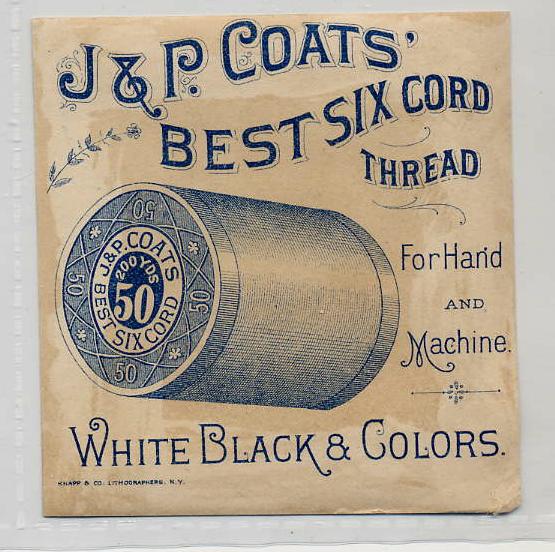 J & P. COATS'
BEST SIX CORD
THREAD
50
J. & P. COATS
200 YDS
50
BEST SIX CORD
50
50
50
For Hand
AND
Machine.
WHITE BLACK & COLORS.
KNAPP & CO. LITHOGRAPHERS, N.Y.